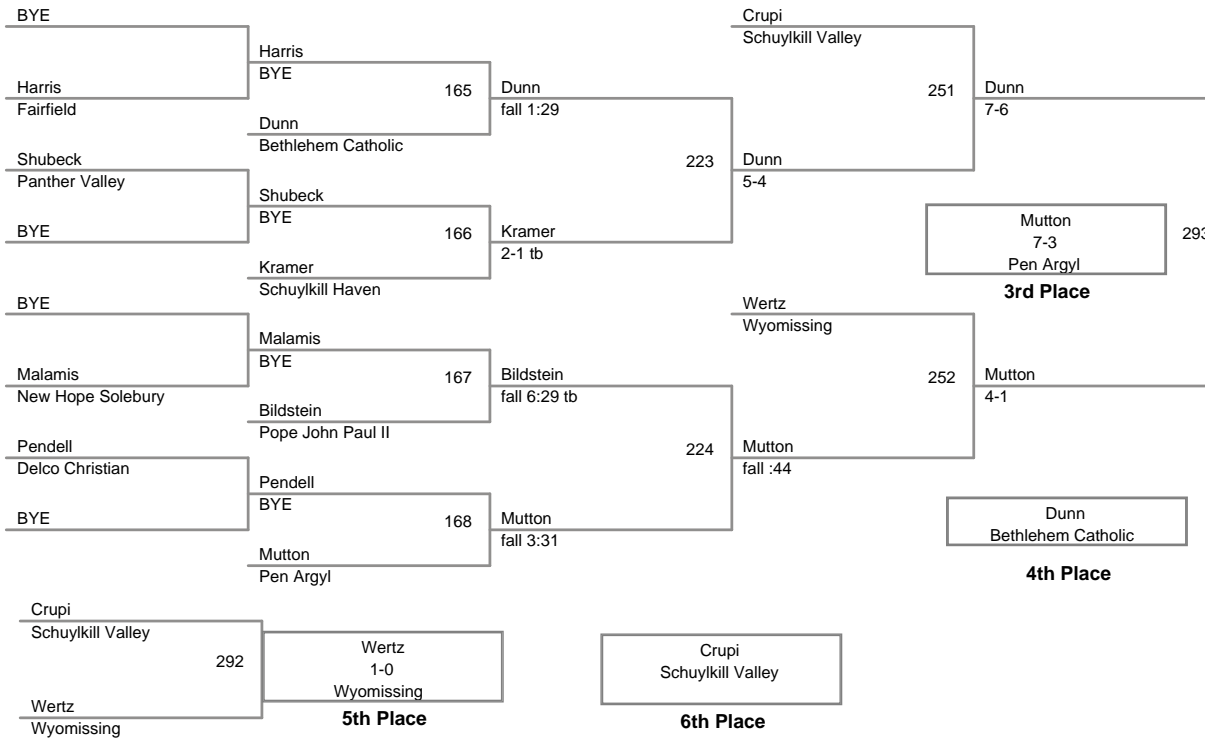 BYE
Harris
BYE
Harris
Fairfield
165
Dunn
fall 1:29
Dunn
Bethlehem Catholic
Shubeck
Panther Valley
Shubeck
BYE
BYE
166
Kramer
2-1 tb
Kramer
Schuylkill Haven
223
Dunn
5-4
Crupi
Schuylkill Valley
251
Dunn
7-6
Mutton
7-3
Pen Argyl
293
3rd Place
BYE
Malamis
BYE
Malamis
New Hope Solebury
167
Bildstein
fall 6:29 tb
Bildstein
Pope John Paul II
Pendell
Delco Christian
Pendell
BYE
BYE
168
Mutton
fall 3:31
Mutton
Pen Argyl
224
Mutton
fall :44
Wertz
Wyomissing
252
Mutton
4-1
Dunn
Bethlehem Catholic
4th Place
Crupi
Schuylkill Valley
292
Wertz
Wyomissing
Wertz
1-0
Wyomissing
5th Place
Crupi
Schuylkill Valley
6th Place